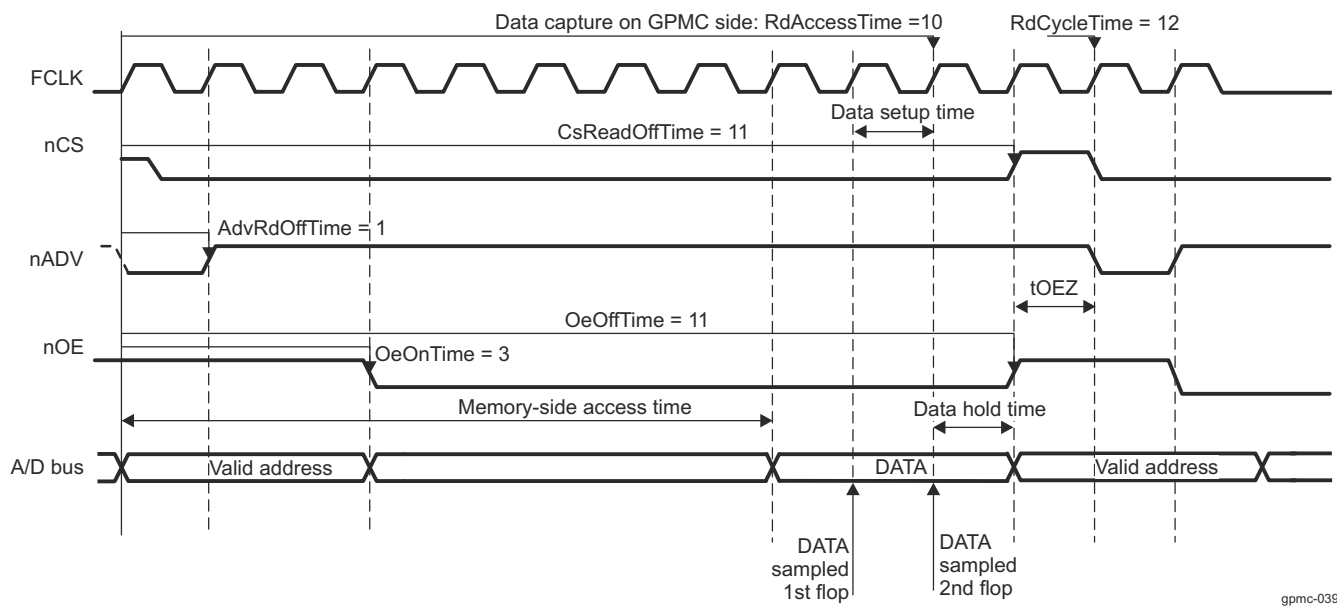 Data capture on GPMC side: RdAccessTime =10
RdCycleTime = 12
FCLK
Data setup time
nCS
CsReadOffTime = 11
AdvRdOffTime = 1
nADV
tOEZ
OeOffTime = 11
nOE
OeOnTime = 3
Memory-side access time
Data hold time
A/D bus
Valid address
DATA
Valid address
DATA
sampled
1st flop
DATA
sampled
2nd flop
gpmc-039